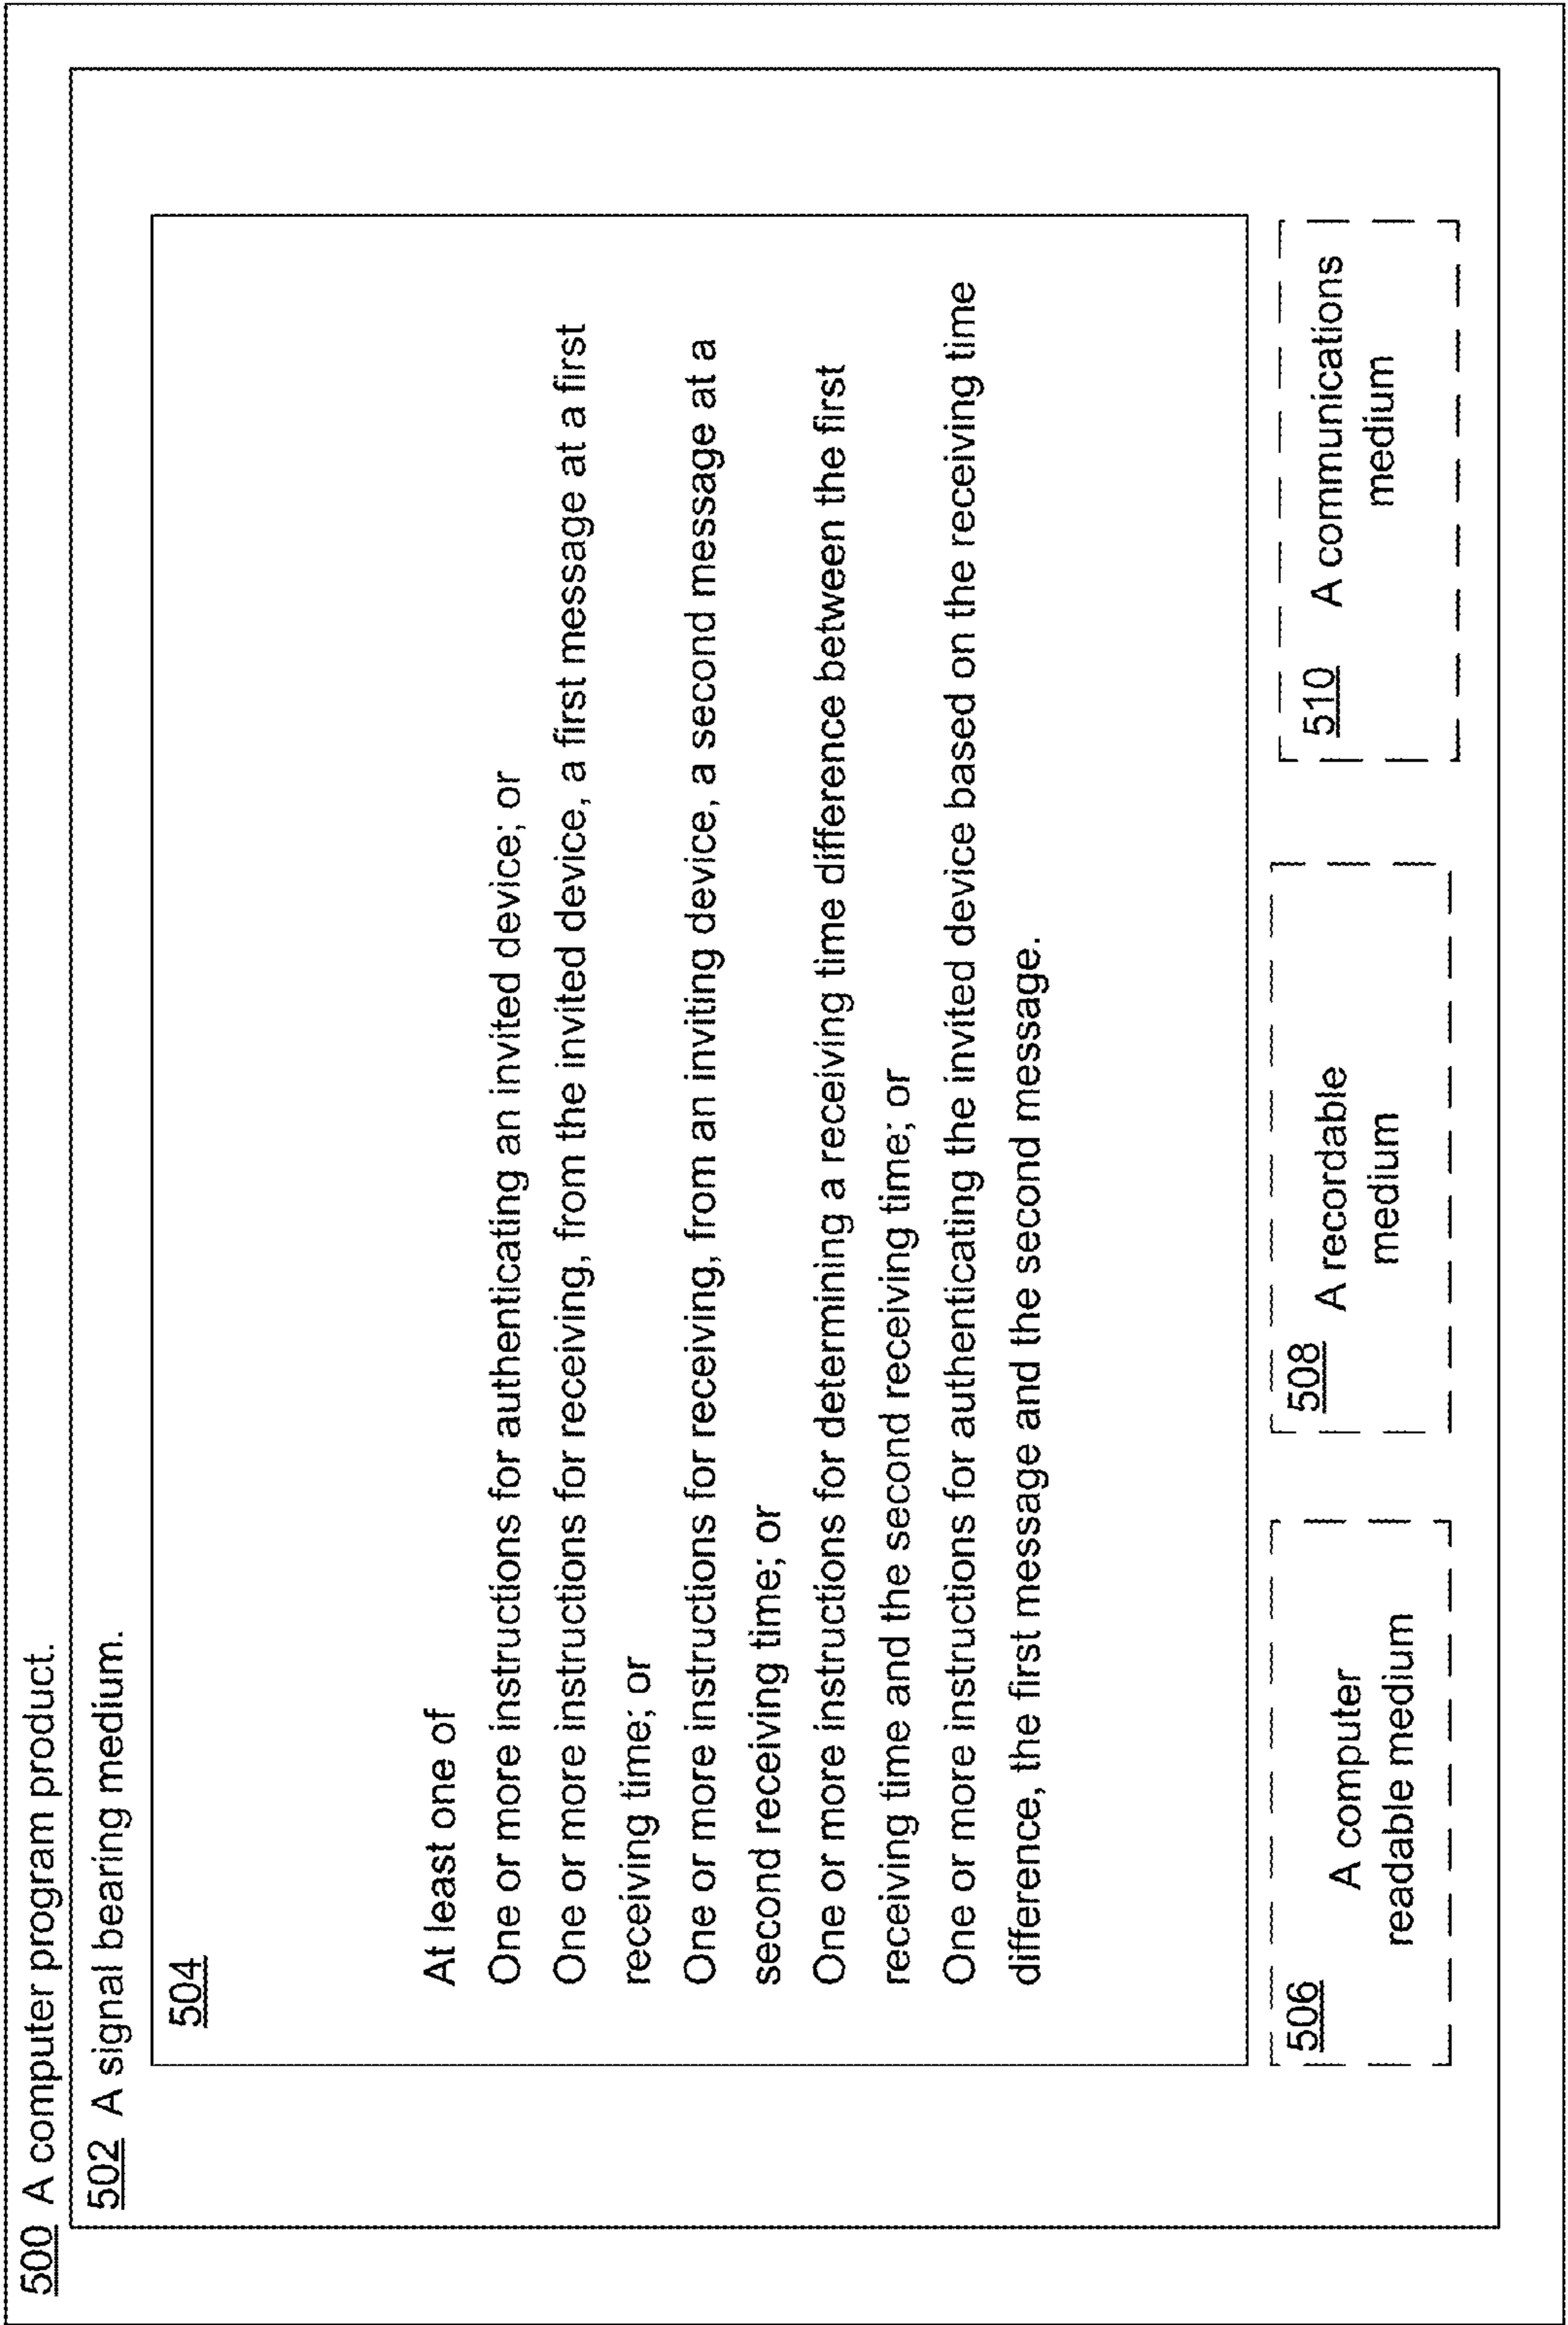 500 A computer program product.
502 A signal bearing medium.
504
At least one of
One or more instructions for authenticating an invited device; or
One or more instructions for receiving, from the invited device, a first message at a first
receiving time; or
One or more instructions for receiving, from an inviting device, a second message at a
second receiving time; or
One or more instructions for determining a receiving time difference between the first
receiving time and the second receiving time; or
One or more instructions for authenticating the invited device based on the receiving time
difference, the first message and the second message.
506 A computer
readable medium
508 A recordable
medium
510 A communications
medium